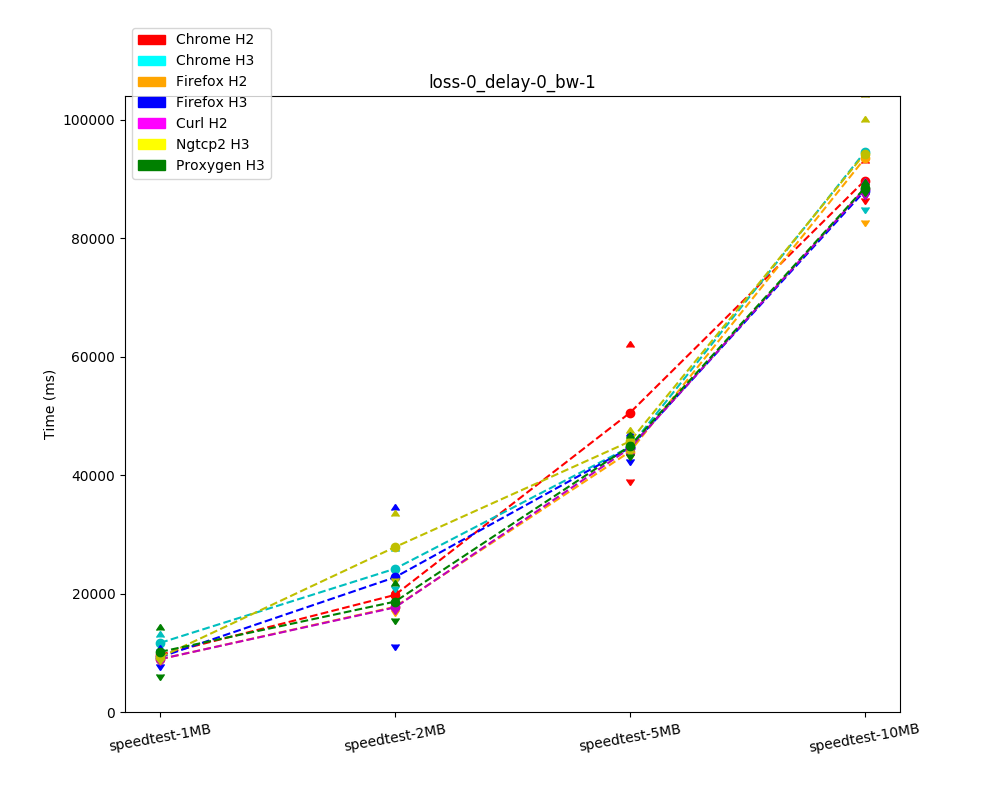 Chrome H2
Chrome H3
Firefox H2
Firefox H3
Curl H2
Ngtcp2 H3
Proxygen H3
loss-0_delay-0_bw-1
100000
80000
60000
40000
20000
0
Time (ms)
speedtest-1MB
speedtest-2MB
speedtest-5MB
speedtest-10MB